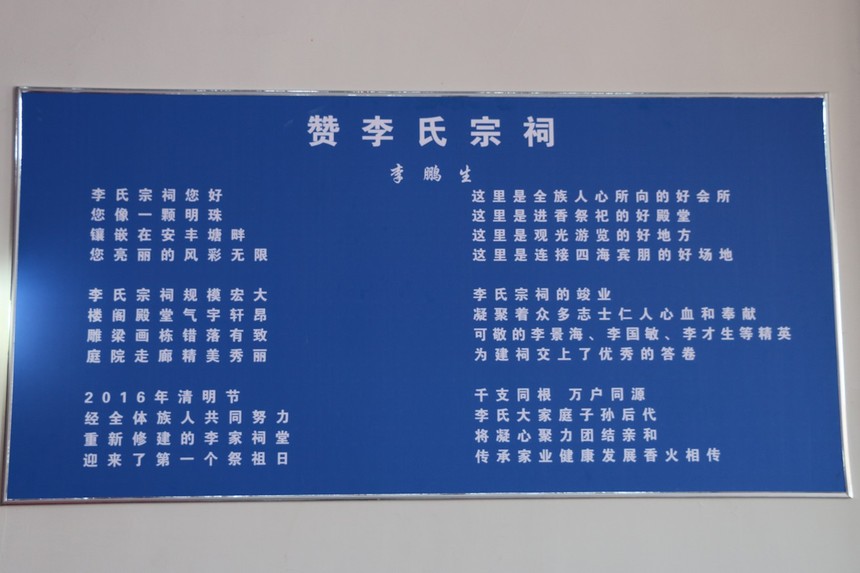 赞李氏宗祠
李鹏生
李氏宗祠您好
您像一颗明珠
镶嵌在安丰塘畔
您亮丽的风彩无限
李氏宗祠规模宏大
楼阁殿堂气宇轩昂
雕梁画栋错落有致
庭院走廊精美秀丽
2016年清明节
经全体族人共同努力
重新修建的李家祠堂
迎来了第一个祭祖日
这里是全族人心所向的好会所
这里是进香祭祀的好殿堂
这里是观光游览的好地方
这里是连接四海宾朋的好场地
李氏宗祠的竣业
凝聚着众多志士仁人心血和奉献
可敬的李景海、李国敏、李才生等精英
为建祠交上了优秀的答卷
千支同根 万户同源
李氏大家庭子孙后代
将凝心聚力团结亲和
传承家业健康发展香火相传